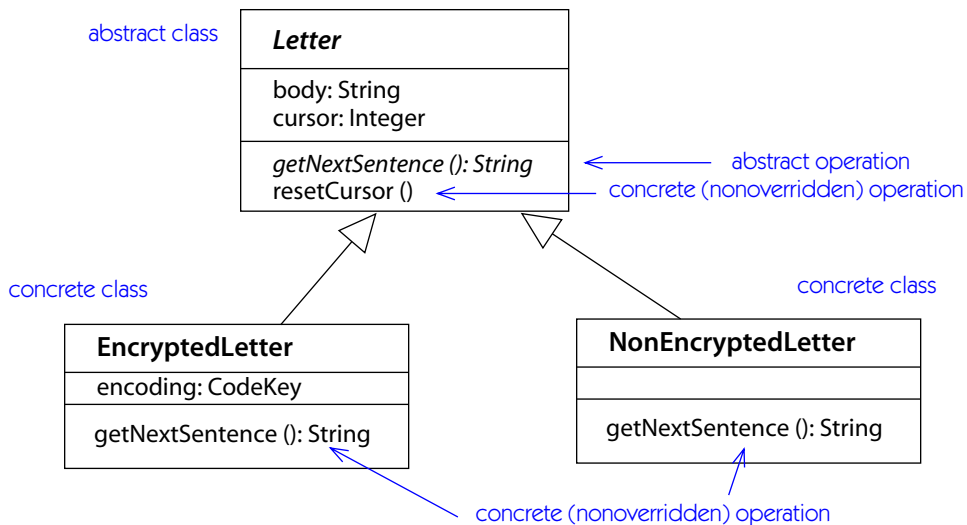 abstract class
Letter
body: String
cursor: Integer
getNextSentence (): String
abstract operation
resetCursor ()
concrete (nonoverridden) operation
concrete class
concrete class
EncryptedLetter
encoding: CodeKey
getNextSentence (): String
NonEncryptedLetter
getNextSentence (): String
concrete (nonoverridden) operation